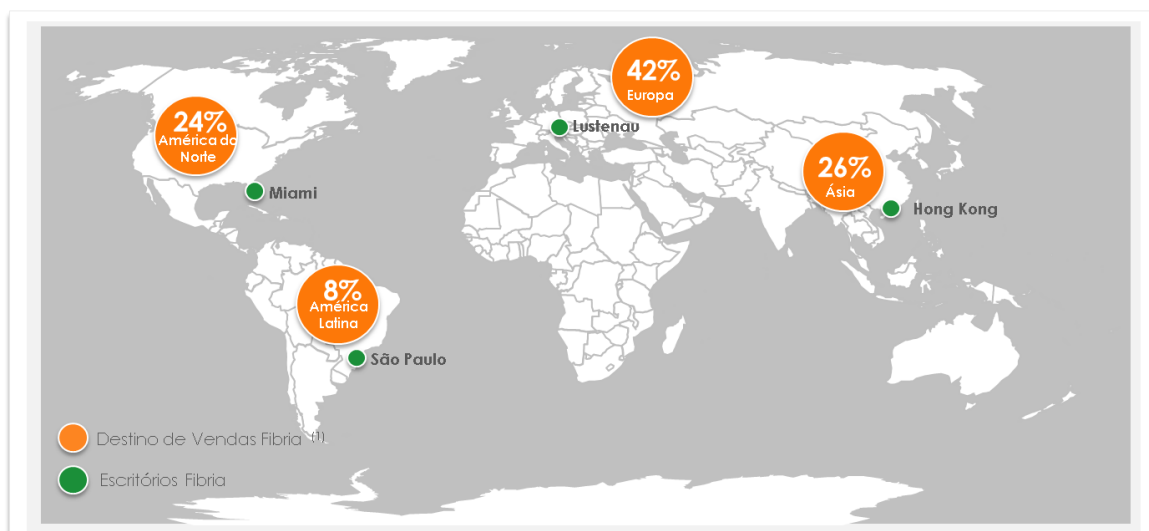 42%
Europa
24%
América do
Norte
Lustenau
26%
Ásia
Miami
Hong Kong
8%
América
Latina
São Paulo
Destino de Vendas Fibria (1)
Escritórios Fibria